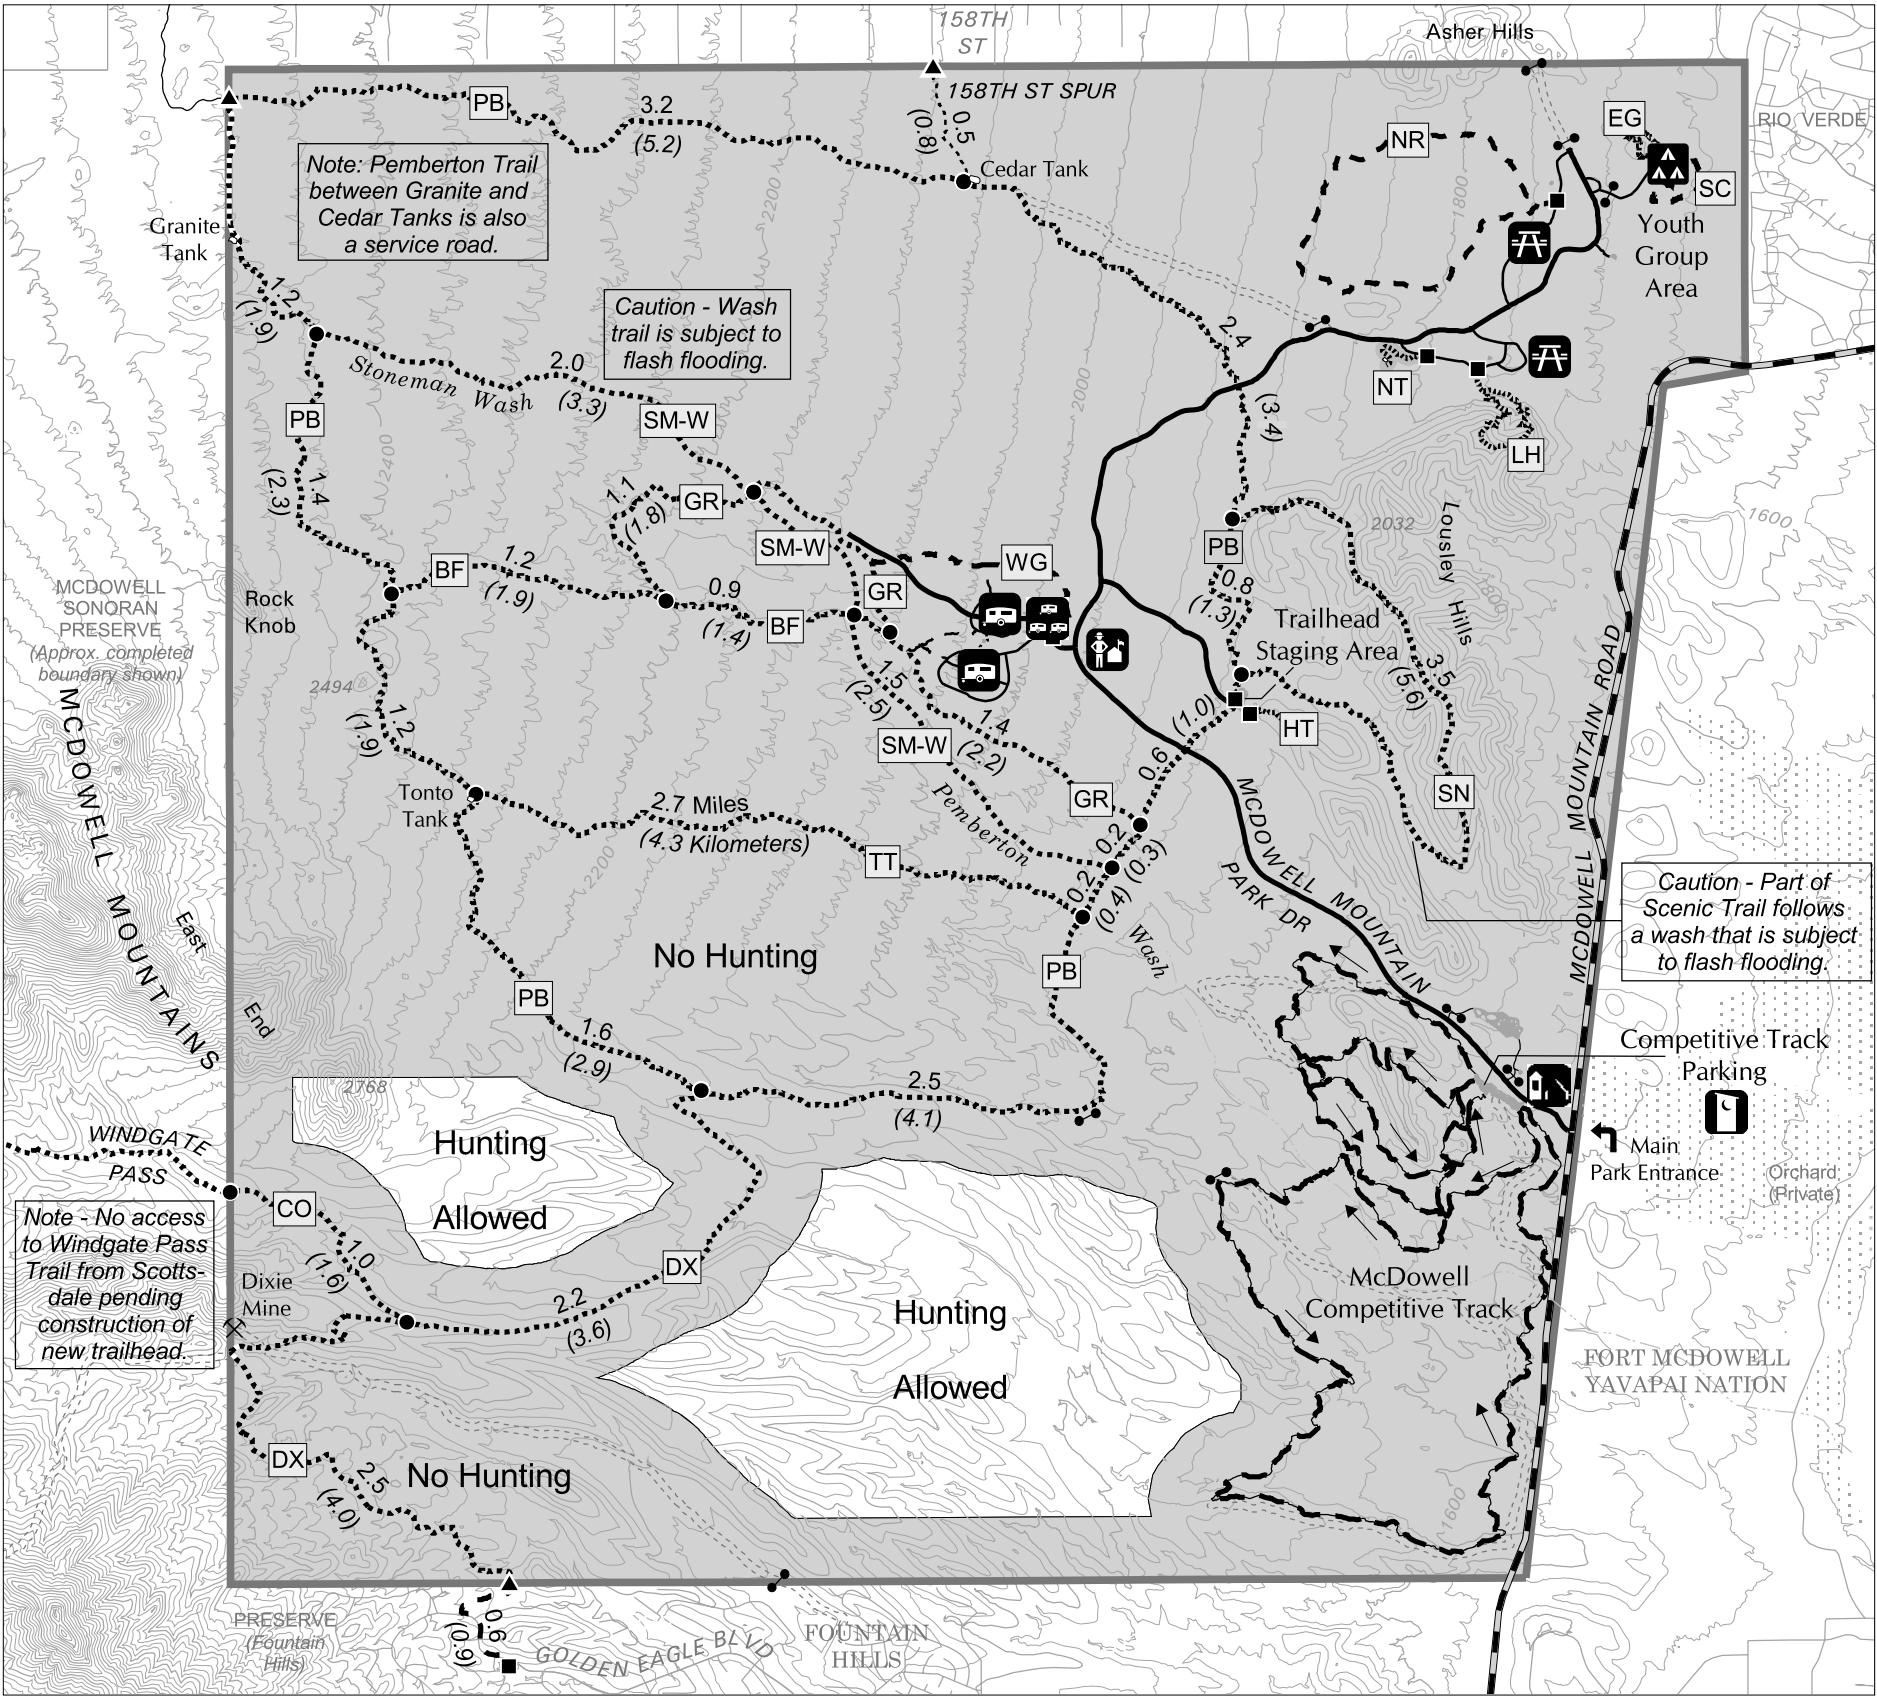 158TH
ST
Asher Hills
158TH ST SPUR
PB
3.2
(5.2)
0.5
(0.8)
EG
RIO VERDE
NR
Cedar Tank
SC
Note: Pemberton Trail
between Granite and
Cedar Tanks is also
a service road.
2200
1800
Granite
Tank
Youth
Group
Area
1.2
(1.9)
Caution - Wash
trail is subject to
flash flooding.
2.4
(3.4)
Stoneman Wash
2.0
(3.3)
NT
2000
PB
SM-W
LH
2400
1.4
(2.3)
1.1
(1.8)
GR
2032
1600
Lousley Hills
SM-W
PB
WG
BF
1.2
(1.9)
0.8
(1.3)
1800
MCDOWELL
SONORAN
PRESERVE
(Approx. completed
boundary shown)
Rock
Knob
0.9
(1.4)
GR
BF
Trailhead
Staging Area
3.5
(5.6)
2494
1.5
(2.5)
1.2
(1.9)
1.4
(2.2)
(1.0)
0.6
HT
SM-W
MCDOWELL MOUNTAIN ROAD
MCDOWELL MOUNTAINS
Tonto
Tank
2.7 Miles
(4.3 Kilometers)
Pemberton
Wash
GR
SN
0.2
(0.3)
MCDOWELL MOUNTAIN
PARK DR
TT
2200
0.2
(0.4)
Caution - Part of
Scenic Trail follows
a wash that is subject
to flash flooding.
East
End
No Hunting
PB
PB
1.6
(2.9)
Competitive Track
Parking
2768
2.5
(4.1)
WINDGATE
PASS
Hunting
Allowed
Main
Park Entrance
Orchard
(Private)
CO
Note - No access
to Windgate Pass
Trail from Scotts-
dale pending
construction of
new trailhead.
1.0
(1.6)
DX
Dixie
Mine
2.2
(3.6)
McDowell
Competitive Track
Hunting
Allowed
FORT MCDOWELL
YAVAPAI NATION
DX
2.5
(4.0)
No Hunting
1600
PRESERVE
(Fountain
Hills)
0.6
(0.9)
GOLDEN EAGLE BLVD
FOUNTAIN
HILLS